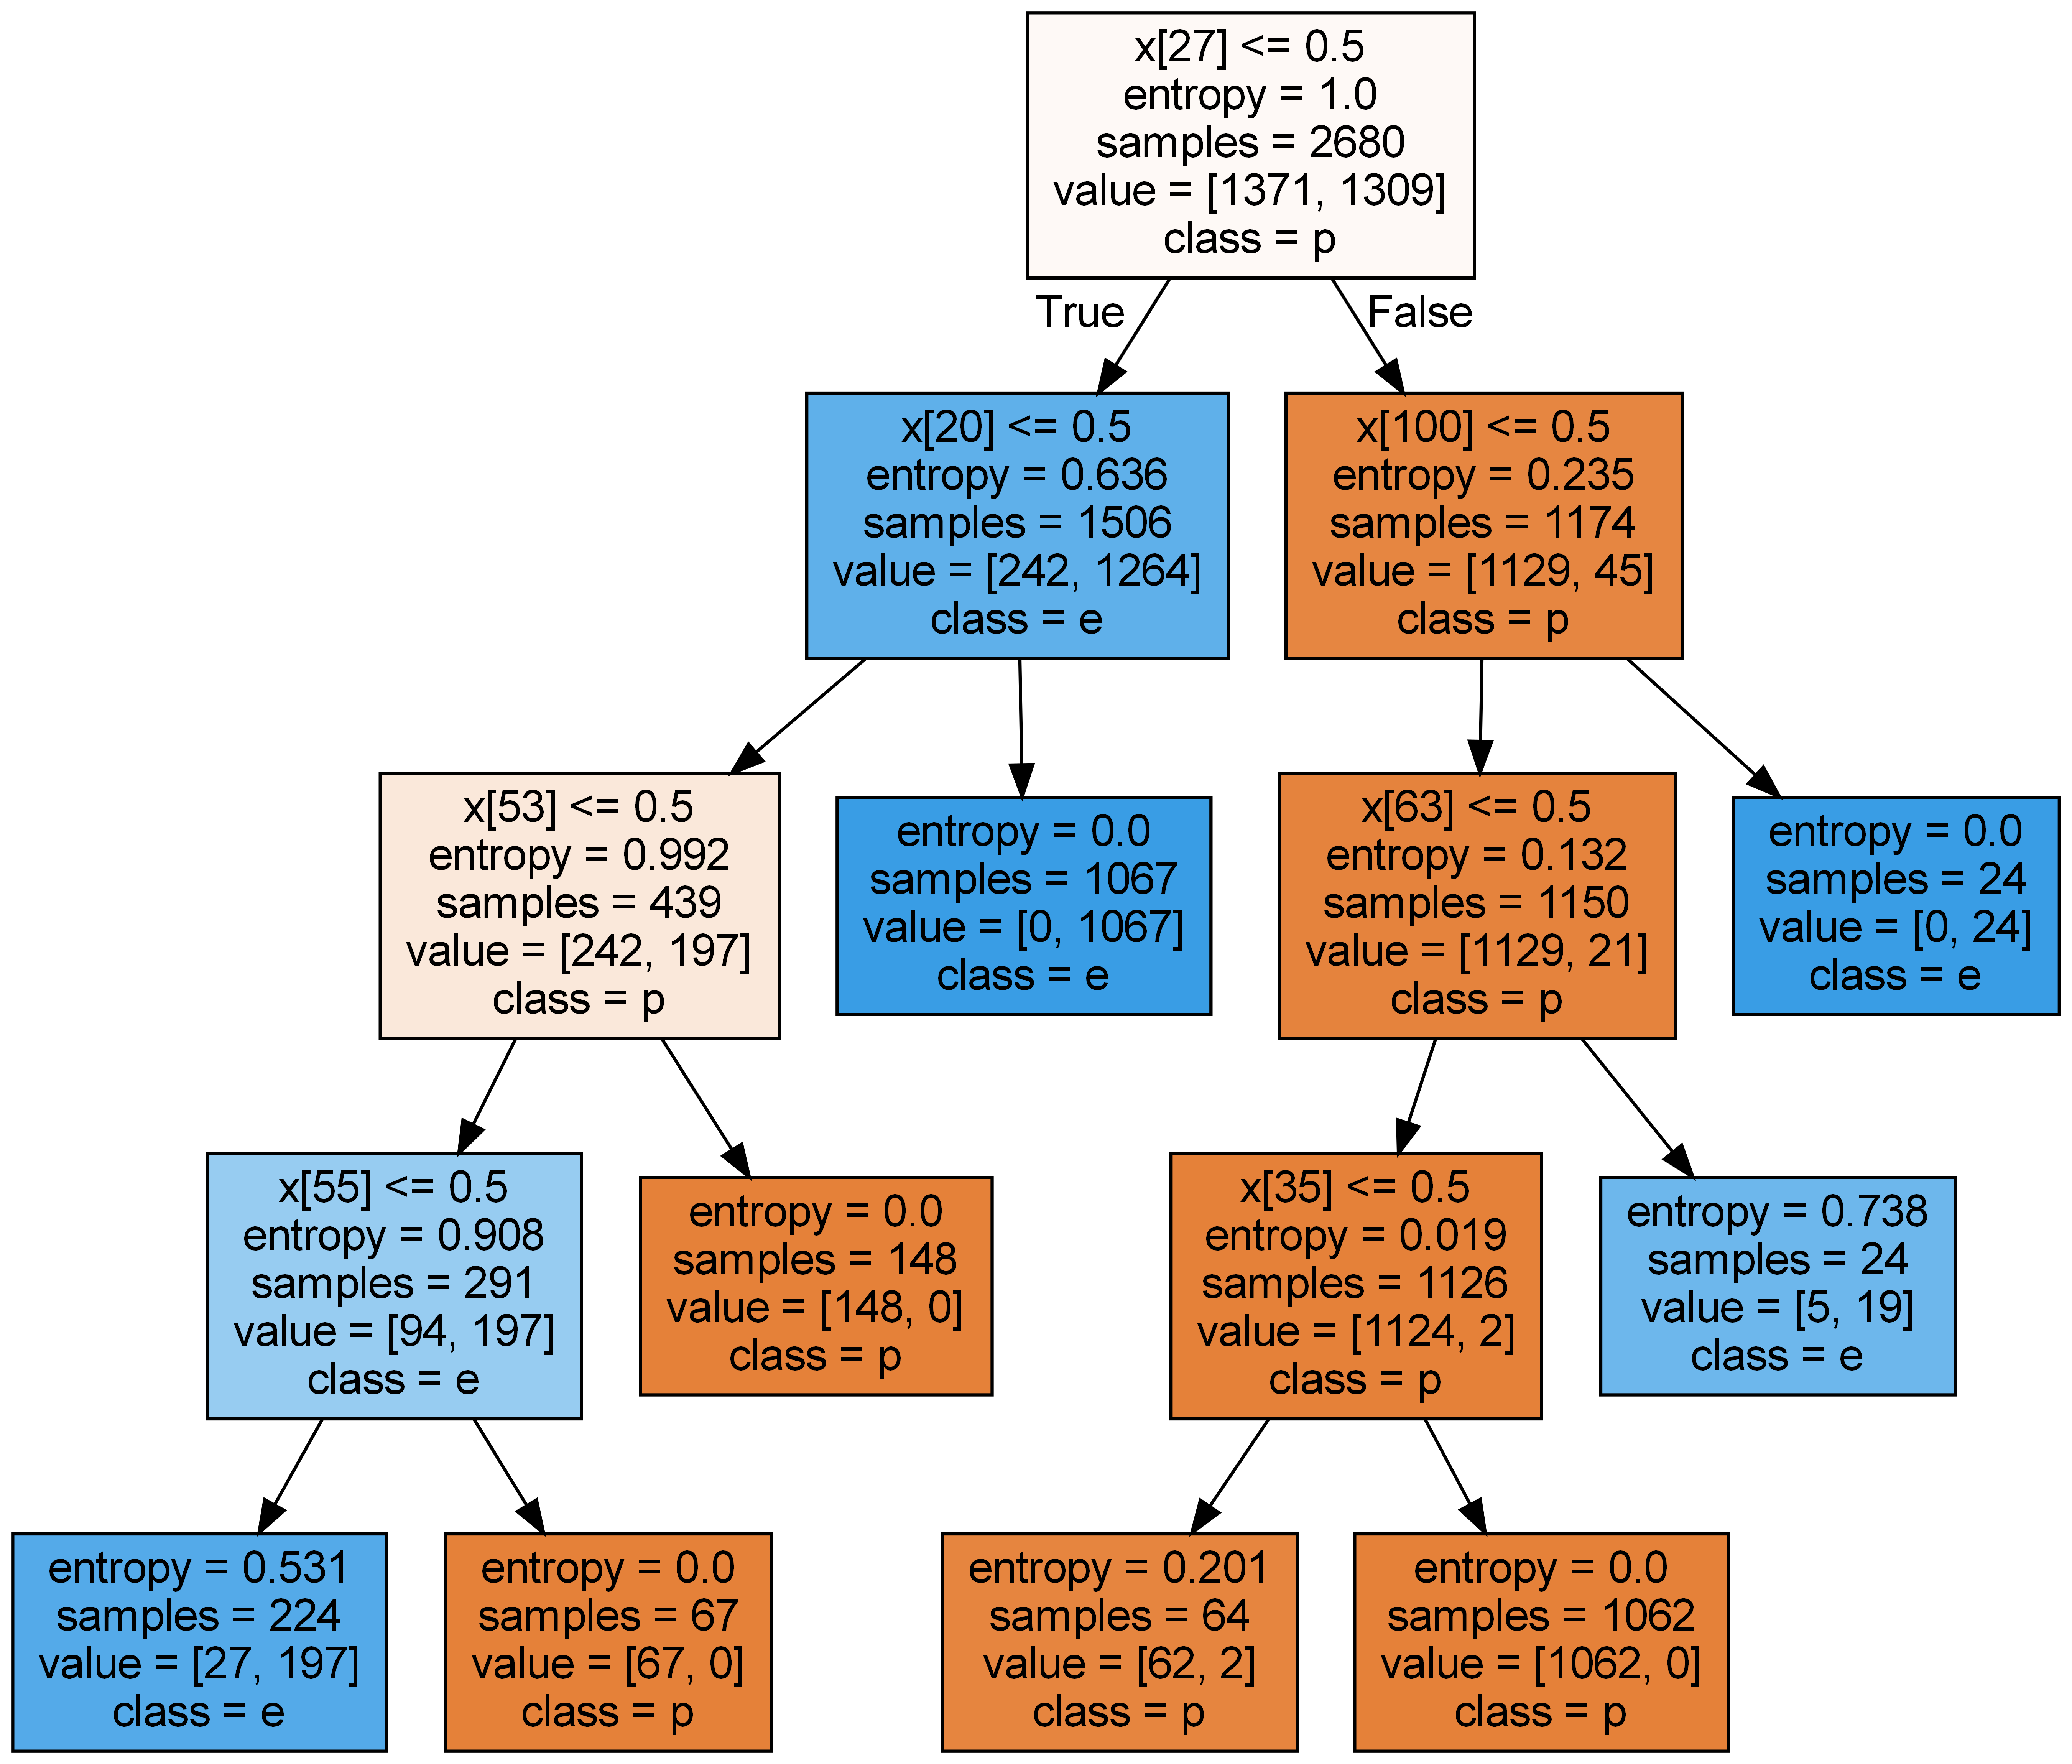 x[27] <= 0.5
entropy = 1.0
samples = 2680
value = [1371, 1309]
class = p
True
False
x[20] <= 0.5
entropy = 0.636
samples = 1506
value = [242, 1264]
class = e
x[100] <= 0.5
entropy = 0.235
samples = 1174
value = [1129, 45]
class = p
x[53] <= 0.5
entropy = 0.992
samples = 439
value = [242, 197]
class = p
entropy = 0.0
samples = 1067
value = [0, 1067]
class = e
x[63] <= 0.5
entropy = 0.132
samples = 1150
value = [1129, 21]
class = p
entropy = 0.0
samples = 24
value = [0, 24]
class = e
x[55] <= 0.5
entropy = 0.908
samples = 291
value = [94, 197]
class = e
entropy = 0.0
samples = 148
value = [148, 0]
class = p
x[35] <= 0.5
entropy = 0.019
samples = 1126
value = [1124, 2]
class = p
entropy = 0.738
samples = 24
value = [5, 19]
class = e
entropy = 0.531
samples = 224
value = [27, 197]
class = e
entropy = 0.0
samples = 67
value = [67, 0]
class = p
entropy = 0.201
samples = 64
value = [62, 2]
class = p
entropy = 0.0
samples = 1062
value = [1062, 0]
class = p